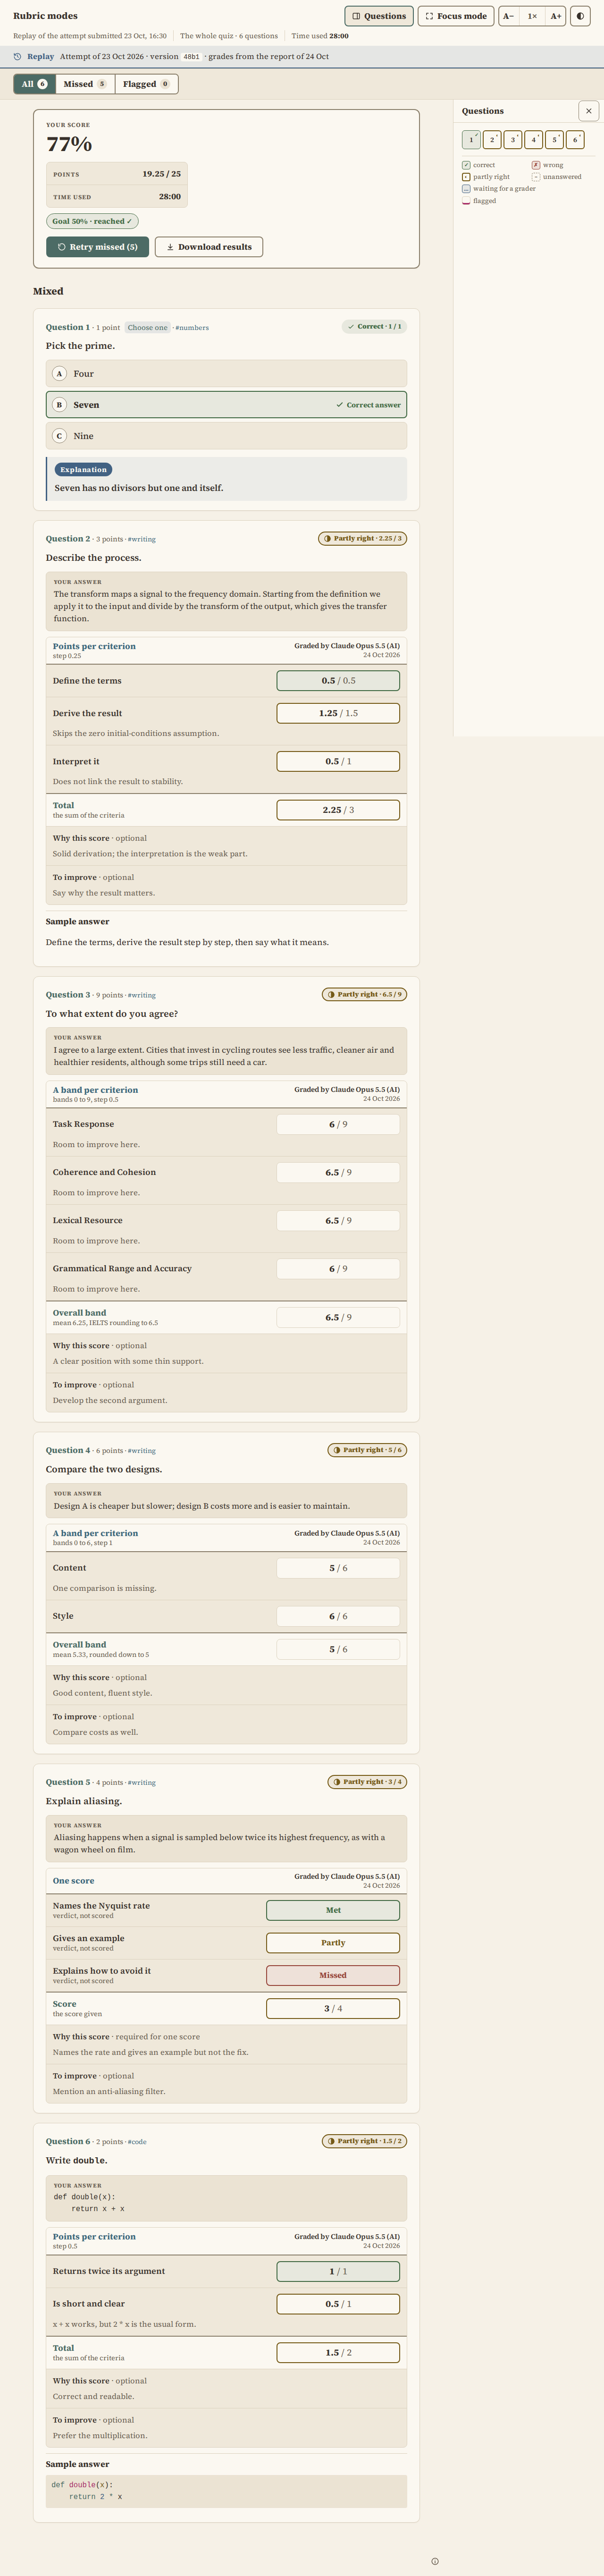 Rubric modes
Questions
Focus mode
A−
1×
A+
Replay of the attempt submitted 23 Oct 2026, 16:30
The whole quiz · 6 questions
Time used 28:00
Replay
Attempt of 23 Oct 2026 · version 48b1 · grades from the report of 24 Oct
All 6
Missed 5
Flagged 0
Questions
1
2
3
4
5
6
correct
wrong
partly right
unanswered
waiting for a grader
flagged
YOUR SCORE
77%
POINTS 19.25 / 25
TIME USED 28:00
Goal 50% · reached ✓
Retry missed (5)
Download results
Mixed
Question 1 · 1 point Choose one · #numbers
Correct · 1 / 1
Pick the prime.
A Four
B Seven Correct answer
C Nine
Explanation
Seven has no divisors but one and itself.
Question 2 · 3 points · #writing
Partly right · 2.25 / 3
Describe the process.
YOUR ANSWER
The transform maps a signal to the frequency domain. Starting from the definition we
apply it to the input and divide by the transform of the output, which gives the transfer
function.
Points per criterion
step 0.25
Graded by Claude Opus 5.5 (AI)
24 Oct 2026
Define the terms 0.5 / 0.5
Derive the result 1.25 / 1.5
Skips the zero initial-conditions assumption.
Interpret it 0.5 / 1
Does not link the result to stability.
Total 2.25 / 3
the sum of the criteria
Why this score · optional
Solid derivation; the interpretation is the weak part.
To improve · optional
Say why the result matters.
Sample answer
Define the terms, derive the result step by step, then say what it means.
Question 3 · 9 points · #writing
Partly right · 6.5 / 9
To what extent do you agree?
YOUR ANSWER
I agree to a large extent. Cities that invest in cycling routes see less traffic, cleaner air and
healthier residents, although some trips still need a car.
A band per criterion
bands 0 to 9, step 0.5
Graded by Claude Opus 5.5 (AI)
24 Oct 2026
Task Response 6 / 9
Room to improve here.
Coherence and Cohesion 6.5 / 9
Room to improve here.
Lexical Resource 6.5 / 9
Room to improve here.
Grammatical Range and Accuracy 6 / 9
Room to improve here.
Overall band 6.5 / 9
mean 6.25, IELTS rounding to 6.5
Why this score · optional
A clear position with some thin support.
To improve · optional
Develop the second argument.
Question 4 · 6 points · #writing
Partly right · 5 / 6
Compare the two designs.
YOUR ANSWER
Design A is cheaper but slower; design B costs more and is easier to maintain.
A band per criterion
bands 0 to 6, step 1
Graded by Claude Opus 5.5 (AI)
24 Oct 2026
Content 5 / 6
One comparison is missing.
Style 6 / 6
Overall band 5 / 6
mean 5.33, rounded down to 5
Why this score · optional
Good content, fluent style.
To improve · optional
Compare costs as well.
Question 5 · 4 points · #writing
Partly right · 3 / 4
Explain aliasing.
YOUR ANSWER
Aliasing happens when a signal is sampled below twice its highest frequency, as with a
wagon wheel on film.
One score
Graded by Claude Opus 5.5 (AI)
24 Oct 2026
Names the Nyquist rate Met
verdict, not scored
Gives an example Partly
verdict, not scored
Explains how to avoid it Missed
verdict, not scored
Score 3 / 4
the score given
Why this score · required for one score
Names the rate and gives an example but not the fix.
To improve · optional
Mention an anti-aliasing filter.
Question 6 · 2 points · #code
Partly right · 1.5 / 2
Write double.
YOUR ANSWER
def double(x):
    return x + x
Points per criterion
step 0.5
Graded by Claude Opus 5.5 (AI)
24 Oct 2026
Returns twice its argument 1 / 1
Is short and clear 0.5 / 1
x + x works, but 2 * x is the usual form.
Total 1.5 / 2
the sum of the criteria
Why this score · optional
Correct and readable.
To improve · optional
Prefer the multiplication.
Sample answer
def double(x):
    return 2 * x